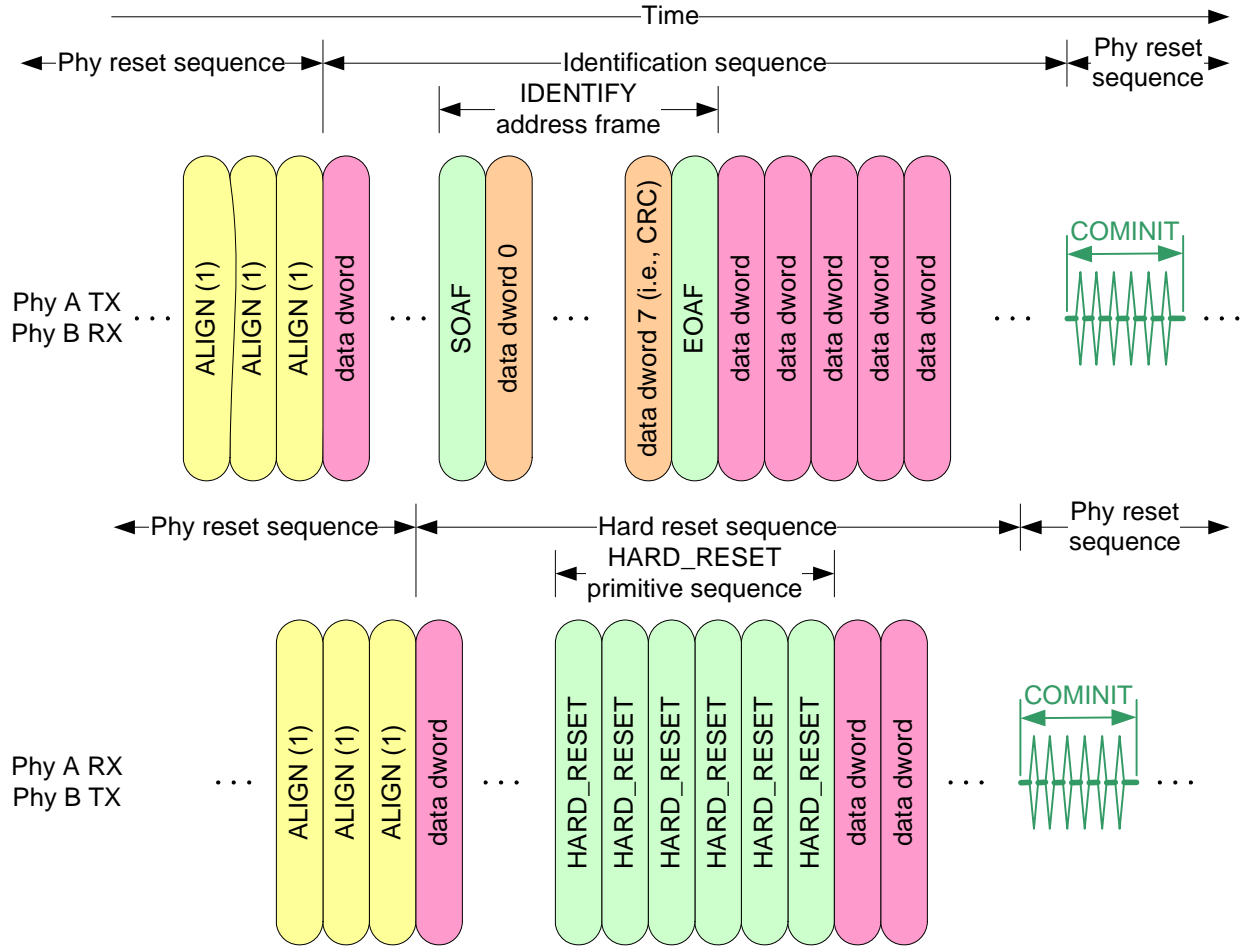 Time
Phy reset sequence
Identification sequence
Phy reset
sequence
IDENTIFY
address frame
Phy A TX
Phy B RX
. . .
ALIGN (1)
ALIGN (1)
ALIGN (1)
data dword
. . .
SOAF
data dword 0
. . .
data dword 7 (i.e., CRC)
EOAF
data dword
data dword
data dword
data dword
data dword
. . .
COMINIT
. . .
Phy reset sequence
Hard reset sequence
Phy reset
sequence
HARD_RESET
primitive sequence
Phy A RX
Phy B TX
. . .
ALIGN (1)
ALIGN (1)
ALIGN (1)
data dword
. . .
HARD_RESET
HARD_RESET
HARD_RESET
HARD_RESET
HARD_RESET
HARD_RESET
data dword
data dword
. . .
COMINIT
. . .